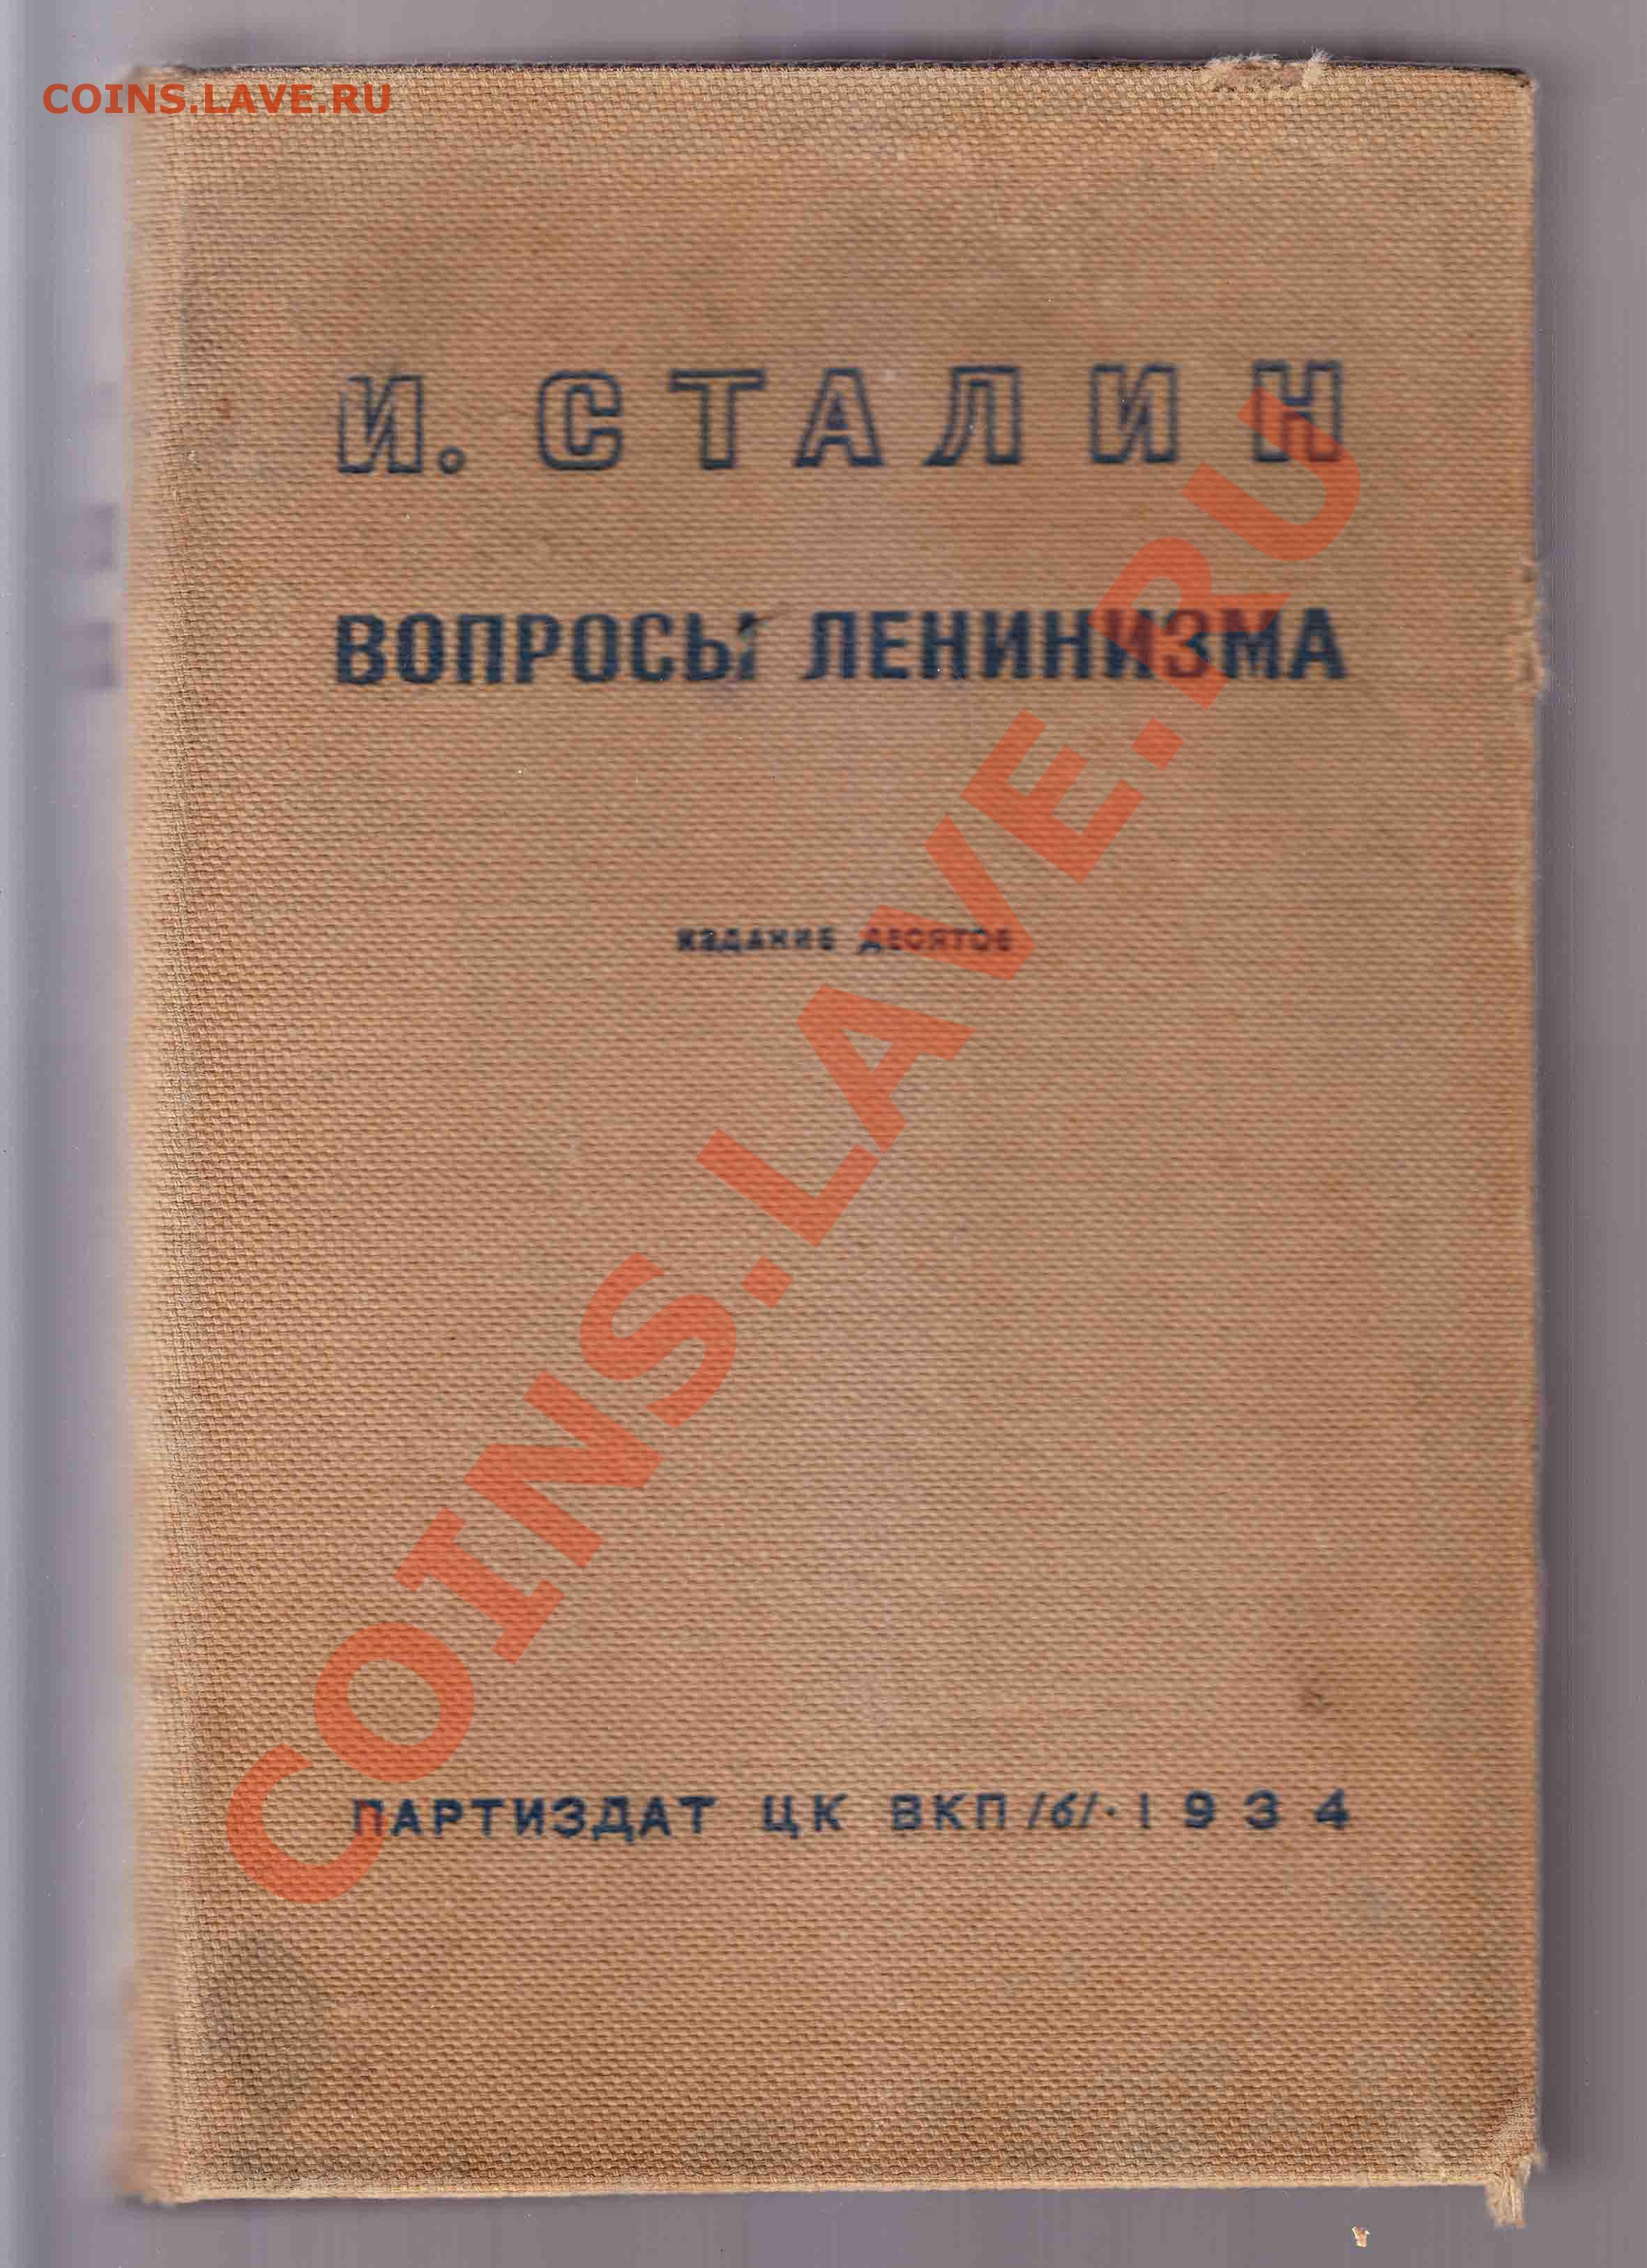 COINS.LAVE.RU
И. СТАЛИН
ВОПРОСЫ ЛЕНИНИЗМА
ИЗДАНИЕ ДЕСЯТОЕ
COINS.LAVE.RU
ПАРТИЗДАТ ЦК ВКП /б/·1934